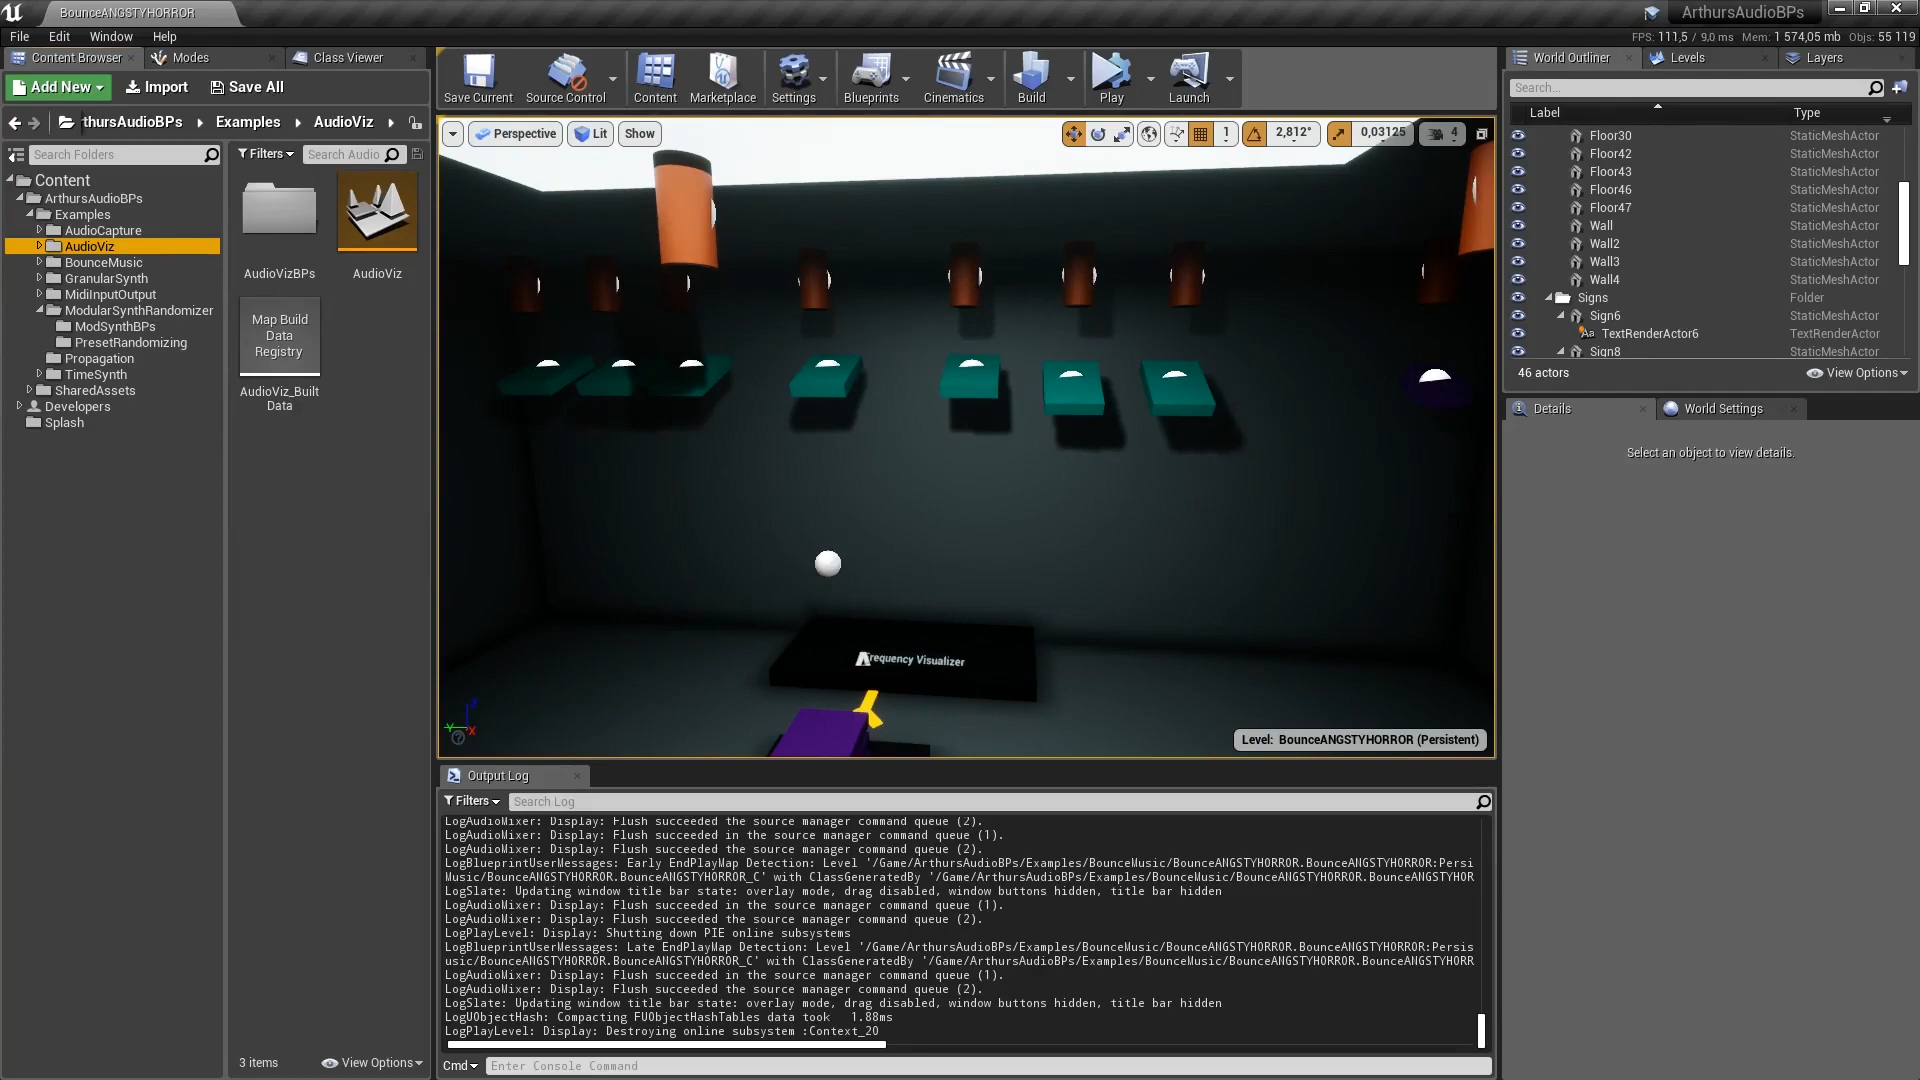 BounceANGSTYHORROR
ArthursAudioBPs
File Edit Window Help
FPS: 111,5 / 9,0 ms Mem: 1 574,05 mb Objs: 55 119
Content Browser
Modes
Class Viewer
Add New
Import
Save All
thursAudioBPs
Examples
AudioViz
Search Folders
Filters
Search Audio
Content
ArthursAudioBPs
Examples
AudioCapture
AudioViz
BounceMusic
GranularSynth
MidiInputOutput
ModularSynthRandomizer
ModSynthBPs
PresetRandomizing
Propagation
TimeSynth
SharedAssets
Developers
Splash
AudioVizBPs
AudioViz
Map Build
Data
Registry
AudioViz_Built
Data
3 items
View Options
Save Current
Source Control
Content
Marketplace
Settings
Blueprints
Cinematics
Build
Play
Launch
Perspective
Lit
Show
1
2,812°
0,03125
4
Frequency Visualizer
Level: BounceANGSTYHORROR (Persistent)
Output Log
Filters
Search Log
LogAudioMixer: Display: Flush succeeded the source manager command queue (2).
LogAudioMixer: Display: Flush succeeded in the source manager command queue (1).
LogAudioMixer: Display: Flush succeeded the source manager command queue (2).
LogBlueprintUserMessages: Early EndPlayMap Detection: Level '/Game/ArthursAudioBPs/Examples/BounceMusic/BounceANGSTYHORROR.BounceANGSTYHORROR:Persis
Music/BounceANGSTYHORROR.BounceANGSTYHORROR_C' with ClassGeneratedBy '/Game/ArthursAudioBPs/Examples/BounceMusic/BounceANGSTYHORROR.BounceANGSTYHOR
LogSlate: Updating window title bar state: overlay mode, drag disabled, window buttons hidden, title bar hidden
LogAudioMixer: Display: Flush succeeded in the source manager command queue (1).
LogAudioMixer: Display: Flush succeeded the source manager command queue (2).
LogPlayLevel: Display: Shutting down PIE online subsystems
LogBlueprintUserMessages: Late EndPlayMap Detection: Level '/Game/ArthursAudioBPs/Examples/BounceMusic/BounceANGSTYHORROR.BounceANGSTYHORROR:Persis
usic/BounceANGSTYHORROR.BounceANGSTYHORROR_C' with ClassGeneratedBy '/Game/ArthursAudioBPs/Examples/BounceMusic/BounceANGSTYHORROR.BounceANGSTYHORR
LogAudioMixer: Display: Flush succeeded in the source manager command queue (1).
LogAudioMixer: Display: Flush succeeded the source manager command queue (2).
LogSlate: Updating window title bar state: overlay mode, drag disabled, window buttons hidden, title bar hidden
LogUObjectHash: Compacting FUObjectHashTables data took 1.88ms
LogPlayLevel: Display: Destroying online subsystem :Context_20
Cmd
Enter Console Command
World Outliner
Levels
Layers
Search...
Label Type
Floor30 StaticMeshActor
Floor42 StaticMeshActor
Floor43 StaticMeshActor
Floor46 StaticMeshActor
Floor47 StaticMeshActor
Wall StaticMeshActor
Wall2 StaticMeshActor
Wall3 StaticMeshActor
Wall4 StaticMeshActor
Signs Folder
Sign6 StaticMeshActor
TextRenderActor6 TextRenderActor
Sign8 StaticMeshActor
46 actors
View Options
Details
World Settings
Select an object to view details.